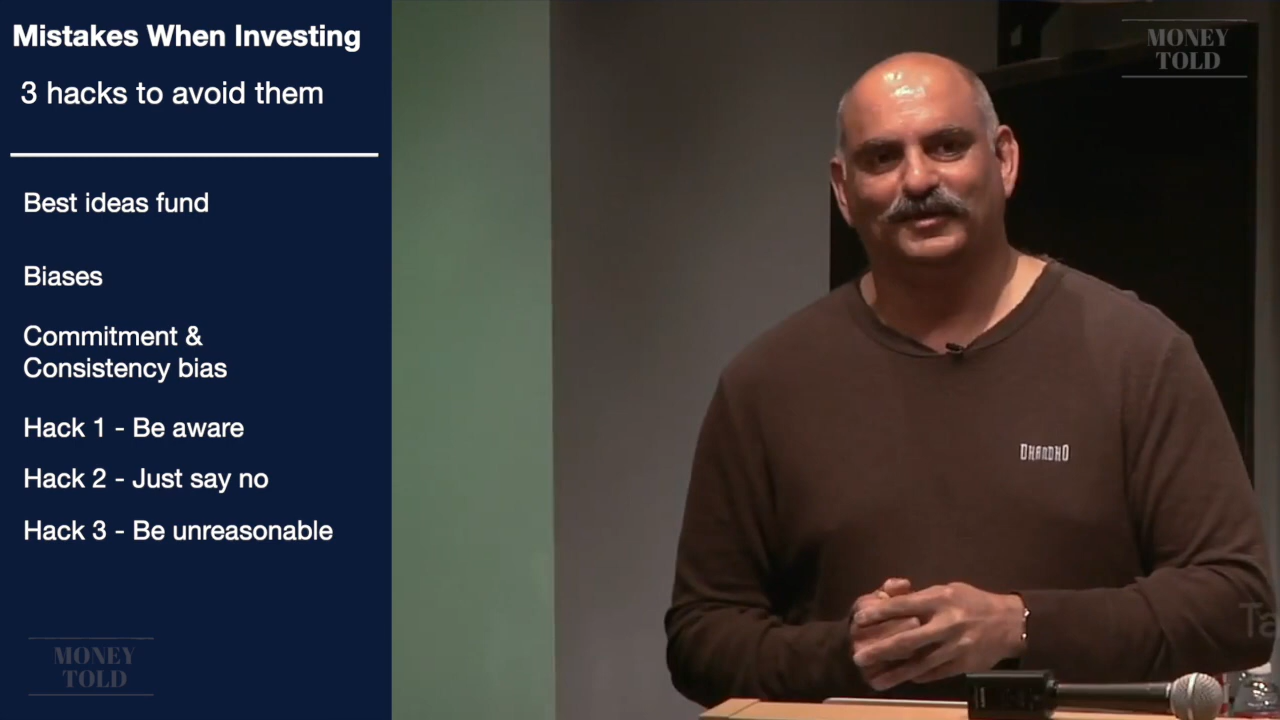 Mistakes When Investing
3 hacks to avoid them
Best ideas fund
Biases
Commitment &
Consistency bias
Hack 1 - Be aware
Hack 2 - Just say no
Hack 3 - Be unreasonable
MONEY
TOLD
MONEY
TOLD
DHANDHO
Ta